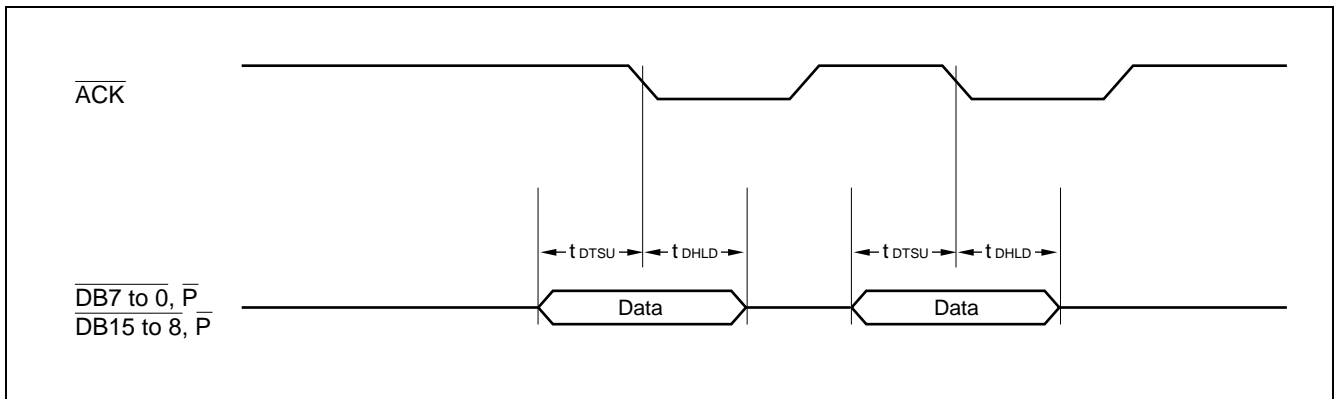 ACK
t DTSU
t DHLD
t DTSU
t DHLD
DB7 to 0, P
DB15 to 8, P
Data
Data